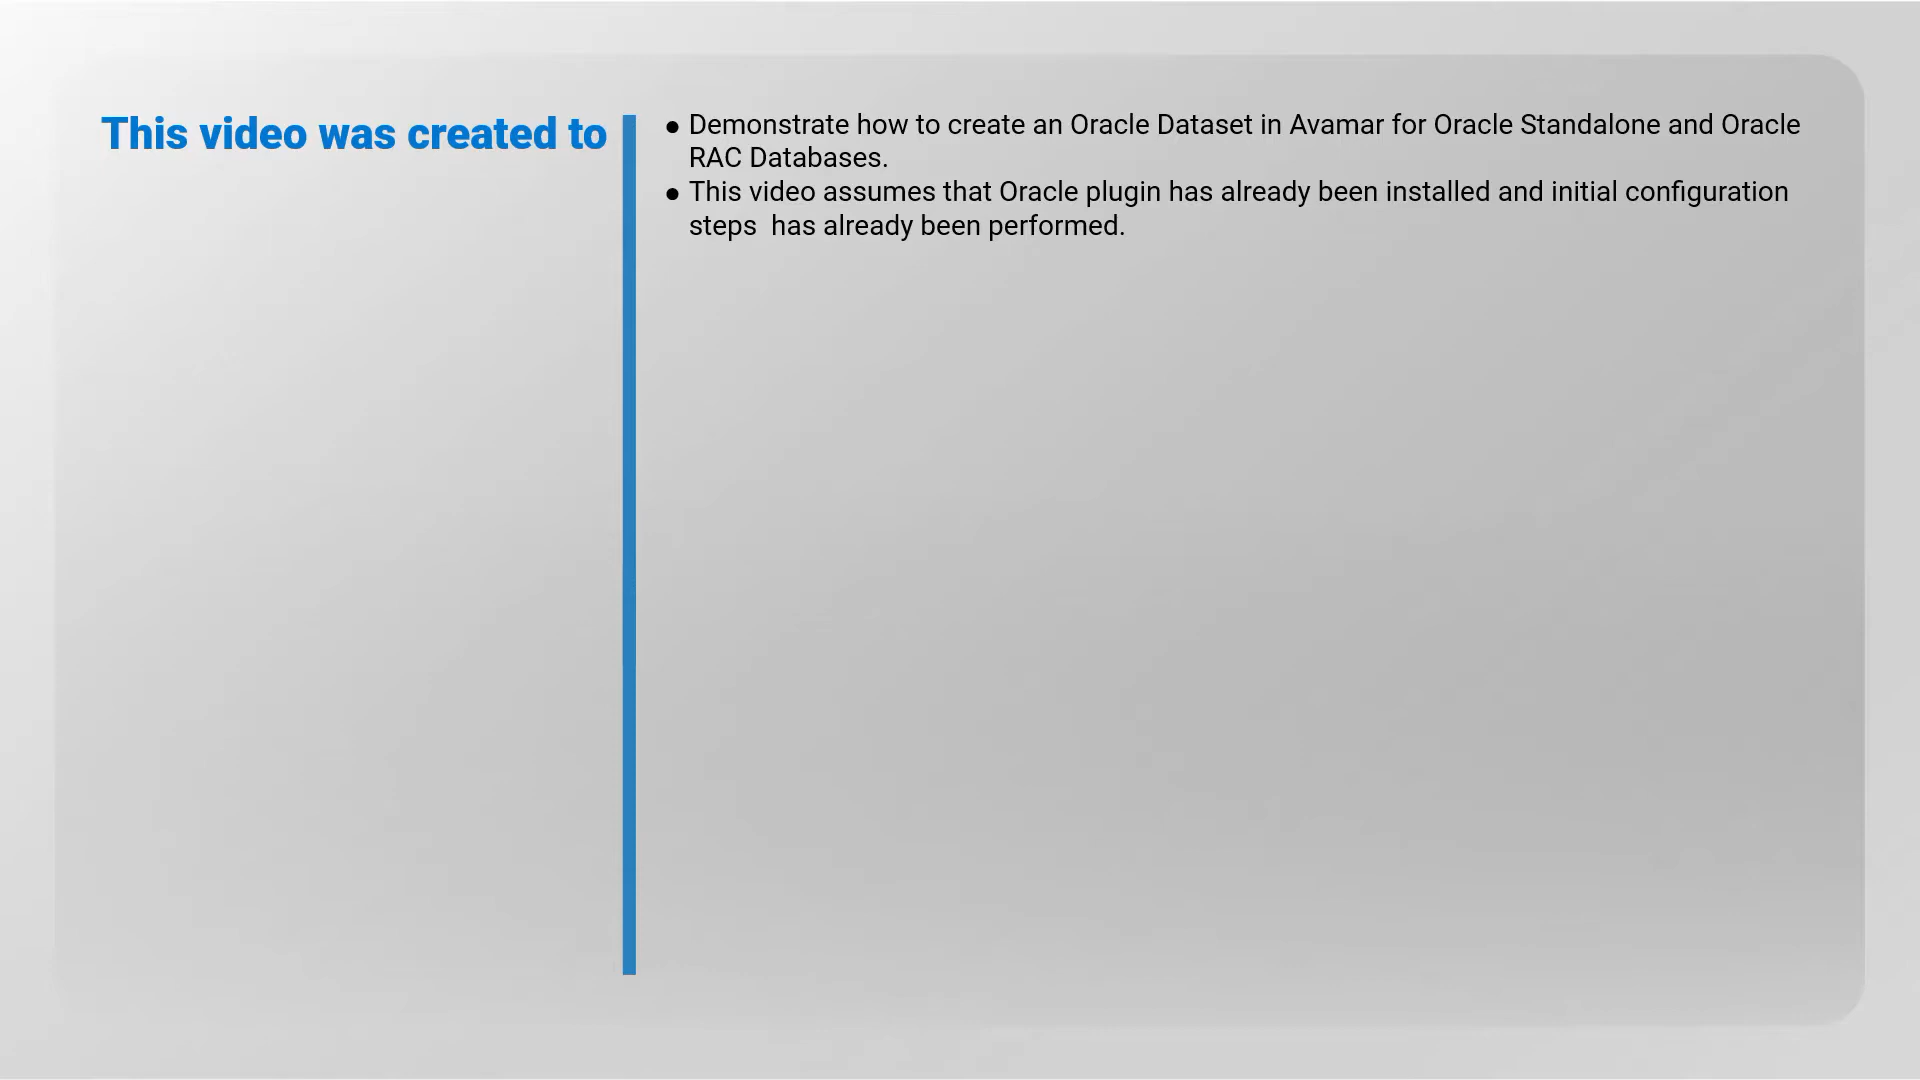 This video was created to
● Demonstrate how to create an Oracle Dataset in Avamar for Oracle Standalone and Oracle
RAC Databases.
● This video assumes that Oracle plugin has already been installed and initial configuration
steps  has already been performed.